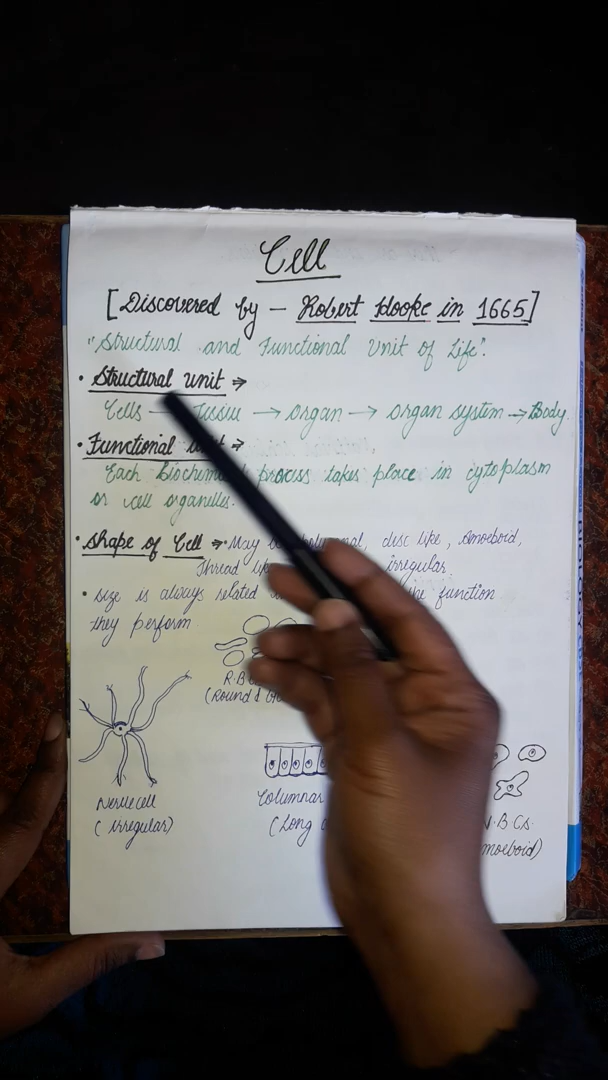 Cell
[Discovered by - Robert Hooke in 1665]
"Structural and Functional Unit of Life".
• Structural unit ⇒
Cells → Tissue → organ → organ system → Body.
• Functional unit ⇒
Each Biochemical process takes place in cytoplasm
or cell organelles.
• Shape of Cell ⇒ • May be, disc like, Amoeboid,
Thread irregular
• Size is always related the function
they perform
R.B
(Round &
Nerve cell
(irregular)
Columnar
(Long
W.B.Cs.
(Amoeboid)
BIOLOGY